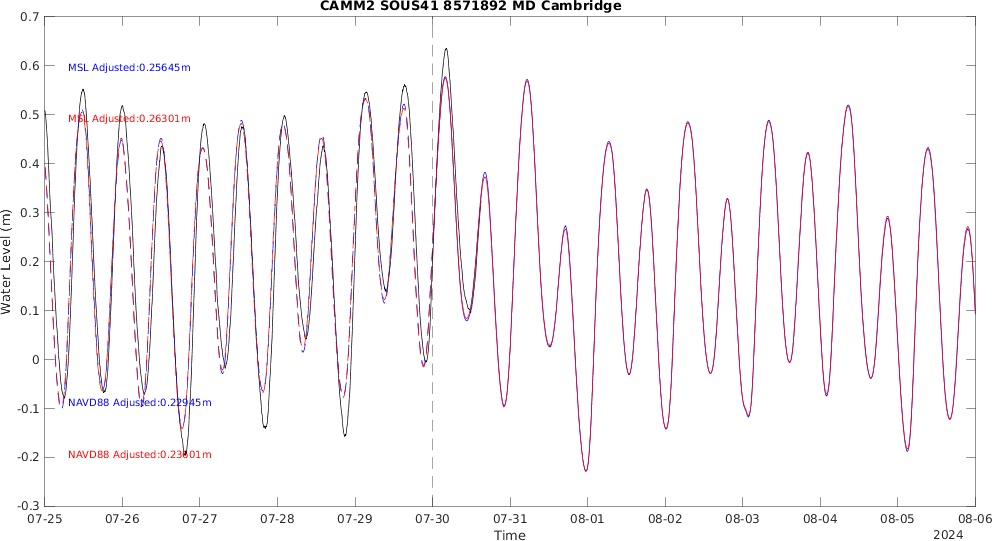 CAMM2 SOUS41 8571892 MD Cambridge
0.7
0.6
0.5
0.4
0.3
0.2
0.1
0
-0.1
-0.2
-0.3
Water Level (m)
MSL Adjusted:0.25645m
MSL Adjusted:0.26301m
NAVD88 Adjusted:0.22945m
NAVD88 Adjusted:0.23601m
07-25 07-26 07-27 07-28 07-29 07-30 07-31 08-01 08-02 08-03 08-04 08-05 08-06
Time
2024